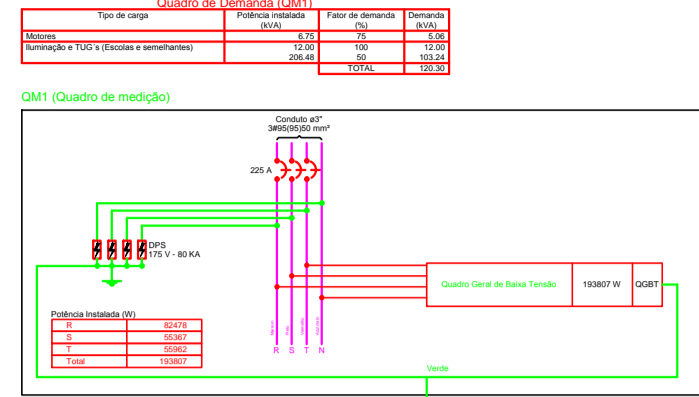 Quadro de Demanda (QM1)
Tipo de carga Potência instalada (kVA) Fator de demanda (%) Demanda (kVA)
Motores 6.75 75 5.06
Iluminação e TUG`s (Escolas e semelhantes) 12.00 100 12.00
206.48 50 103.24
TOTAL 120.30
QM1 (Quadro de medição)
Conduto ø3"
3#95(95)50 mm²
225 A
DPS
175 V - 80 KA
Quadro Geral de Baixa Tensão 193807 W QGBT
Potência Instalada (W)
R 82478
S 55367
T 55962
Total 193807
R S T N
Verde